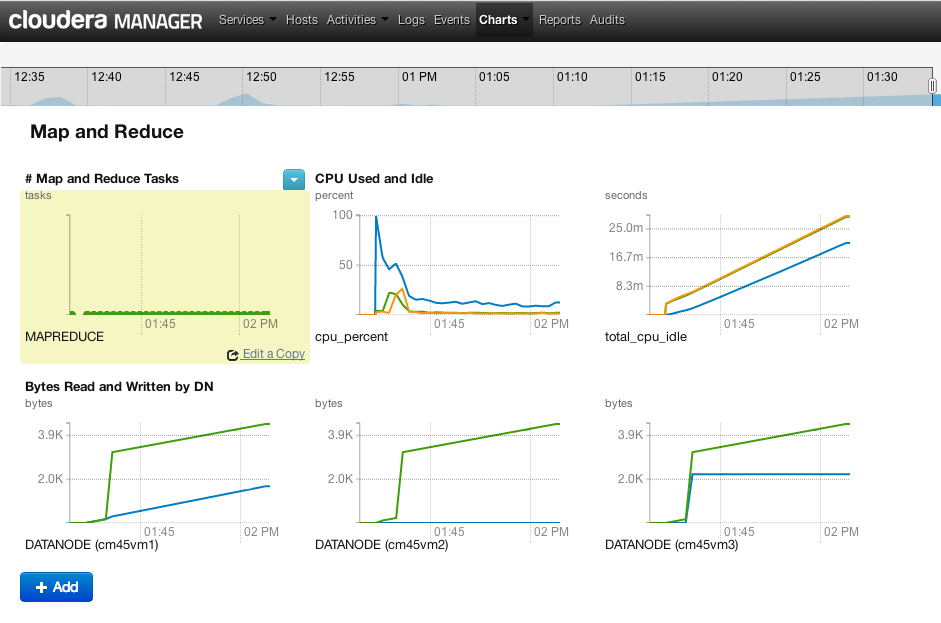 cloudera MANAGER Services Hosts Activities Logs Events Charts Reports Audits
12:35 12:40 12:45 12:50 12:55 01 PM 01:05 01:10 01:15 01:20 01:25 01:30
Map and Reduce
# Map and Reduce Tasks
tasks
01:45 02 PM
MAPREDUCE
Edit a Copy
CPU Used and Idle
percent
100
50
01:45 02 PM
cpu_percent
seconds
25.0m
16.7m
8.3m
01:45 02 PM
total_cpu_idle
Bytes Read and Written by DN
bytes
3.9K
2.0K
01:45 02 PM
DATANODE (cm45vm1)
bytes
3.9K
2.0K
01:45 02 PM
DATANODE (cm45vm2)
bytes
3.9K
2.0K
01:45 02 PM
DATANODE (cm45vm3)
+ Add